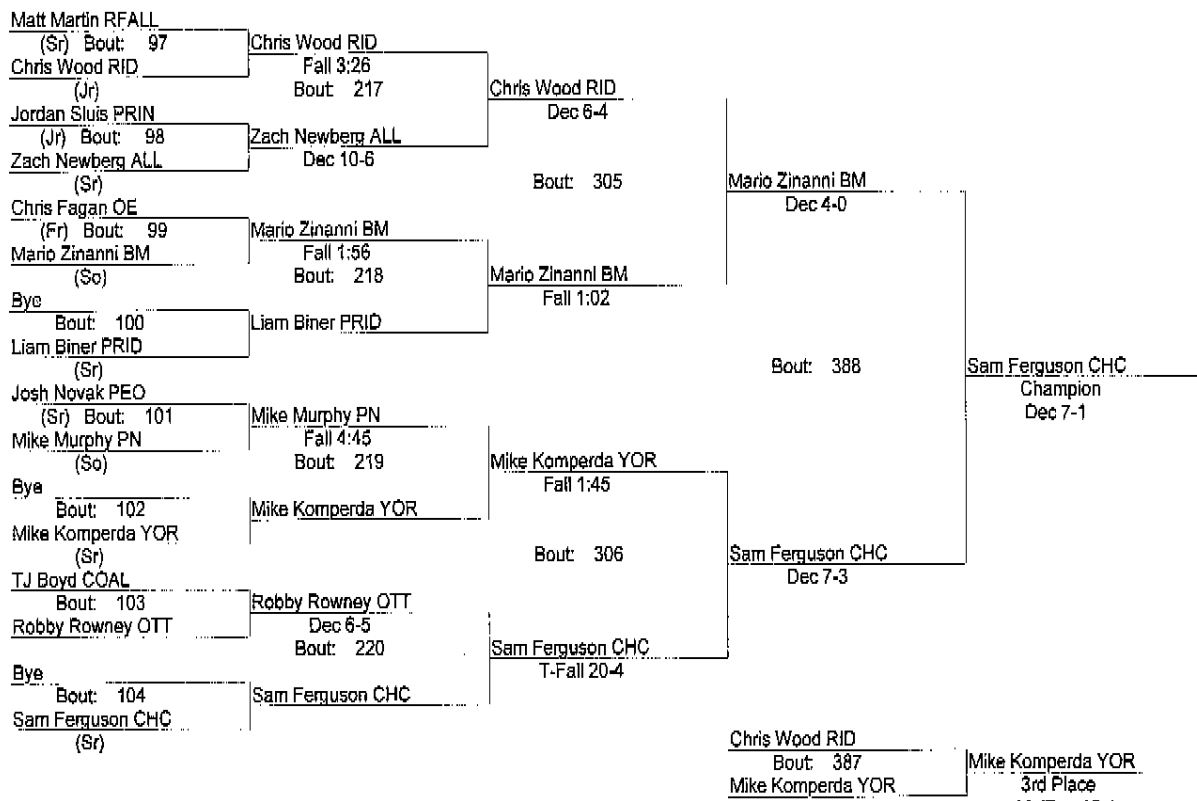 Matt Martin RFALL
(Sr) Bout: 97
Chris Wood RID
(Jr)
Jordan Sluis PRIN
(Jr) Bout: 98
Zach Newberg ALL
(Sr)
Chris Fagan OE
(Fr) Bout: 99
Mario Zinanni BM
(So)
Bye
Bout: 100
Liam Biner PRID
(Sr)
Josh Novak PEO
(Sr) Bout: 101
Mike Murphy PN
(So)
Bye
Bout: 102
Mike Komperda YOR
(Sr)
TJ Boyd COAL
Bout: 103
Robby Rowney OTT
Bye
Bout: 104
Sam Ferguson CHC
(Sr)
Chris Wood RID
Fall 3:26
Bout: 217
Zach Newberg ALL
Dec 10-6
Mario Zinanni BM
Fall 1:56
Bout: 218
Liam Biner PRID
Mike Murphy PN
Fall 4:45
Bout: 219
Mike Komperda YOR
Robby Rowney OTT
Dec 6-5
Bout: 220
Sam Ferguson CHC
Chris Wood RID
Dec 6-4
Bout: 305
Mario Zinanni BM
Fall 1:02
Mike Komperda YOR
Fall 1:45
Bout: 306
Sam Ferguson CHC
T-Fall 20-4
Mario Zinanni BM
Dec 4-0
Bout: 388
Sam Ferguson CHC
Dec 7-3
Sam Ferguson CHC
Champion
Dec 7-1
Chris Wood RID
Bout: 387
Mike Komperda YOR
Mike Komperda YOR
3rd Place